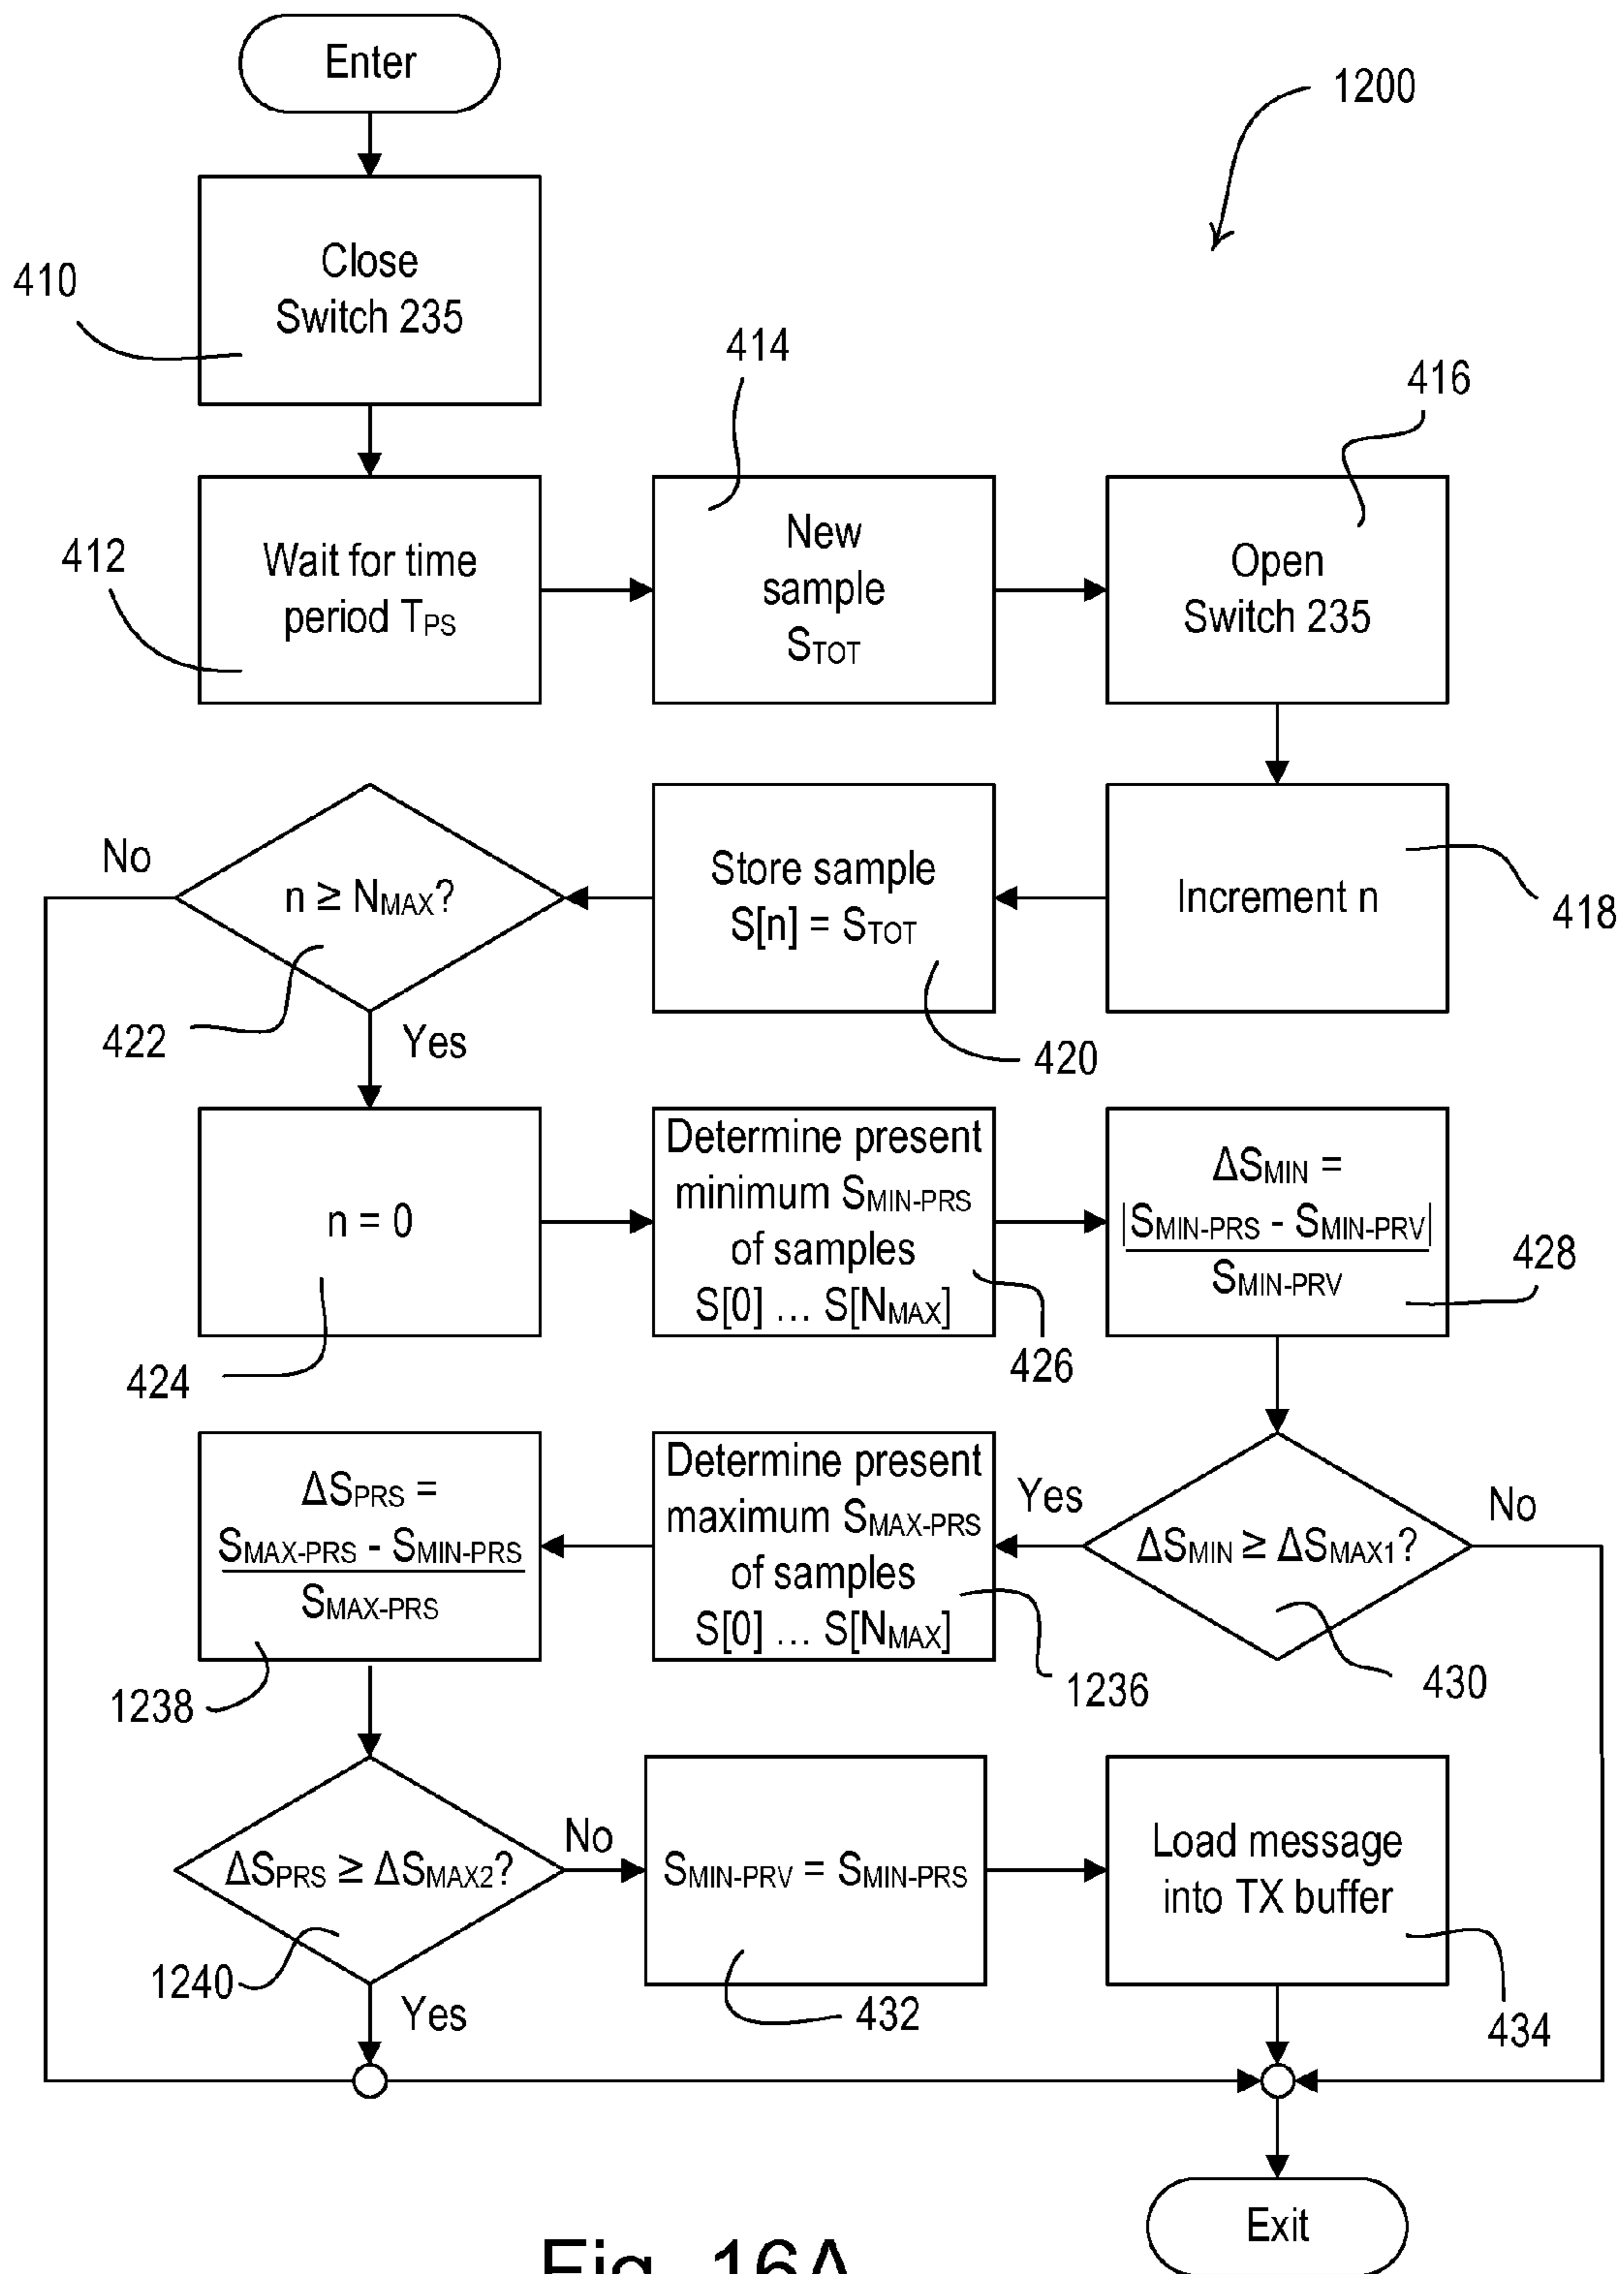 Enter
1200
Close
Switch 235
410
414
416
412
Wait for time
period TPS
New
sample
STOT
Open
Switch 235
No
n ≥ NMAX?
Store sample
S[n] = STOT
Increment n
418
422
Yes
420
n = 0
Determine present
minimum SMIN-PRS
of samples
S[0] ... S[NMAX]
ΔSMIN =
|SMIN-PRS - SMIN-PRV|
SMIN-PRV
428
424
426
ΔSPRS =
SMAX-PRS - SMIN-PRS
SMAX-PRS
Determine present
maximum SMAX-PRS
of samples
S[0] ... S[NMAX]
Yes
ΔSMIN ≥ ΔSMAX1?
No
1238
1236
430
ΔSPRS ≥ ΔSMAX2?
No
SMIN-PRV = SMIN-PRS
Load message
into TX buffer
1240
Yes
432
434
Exit
Fig. 16A